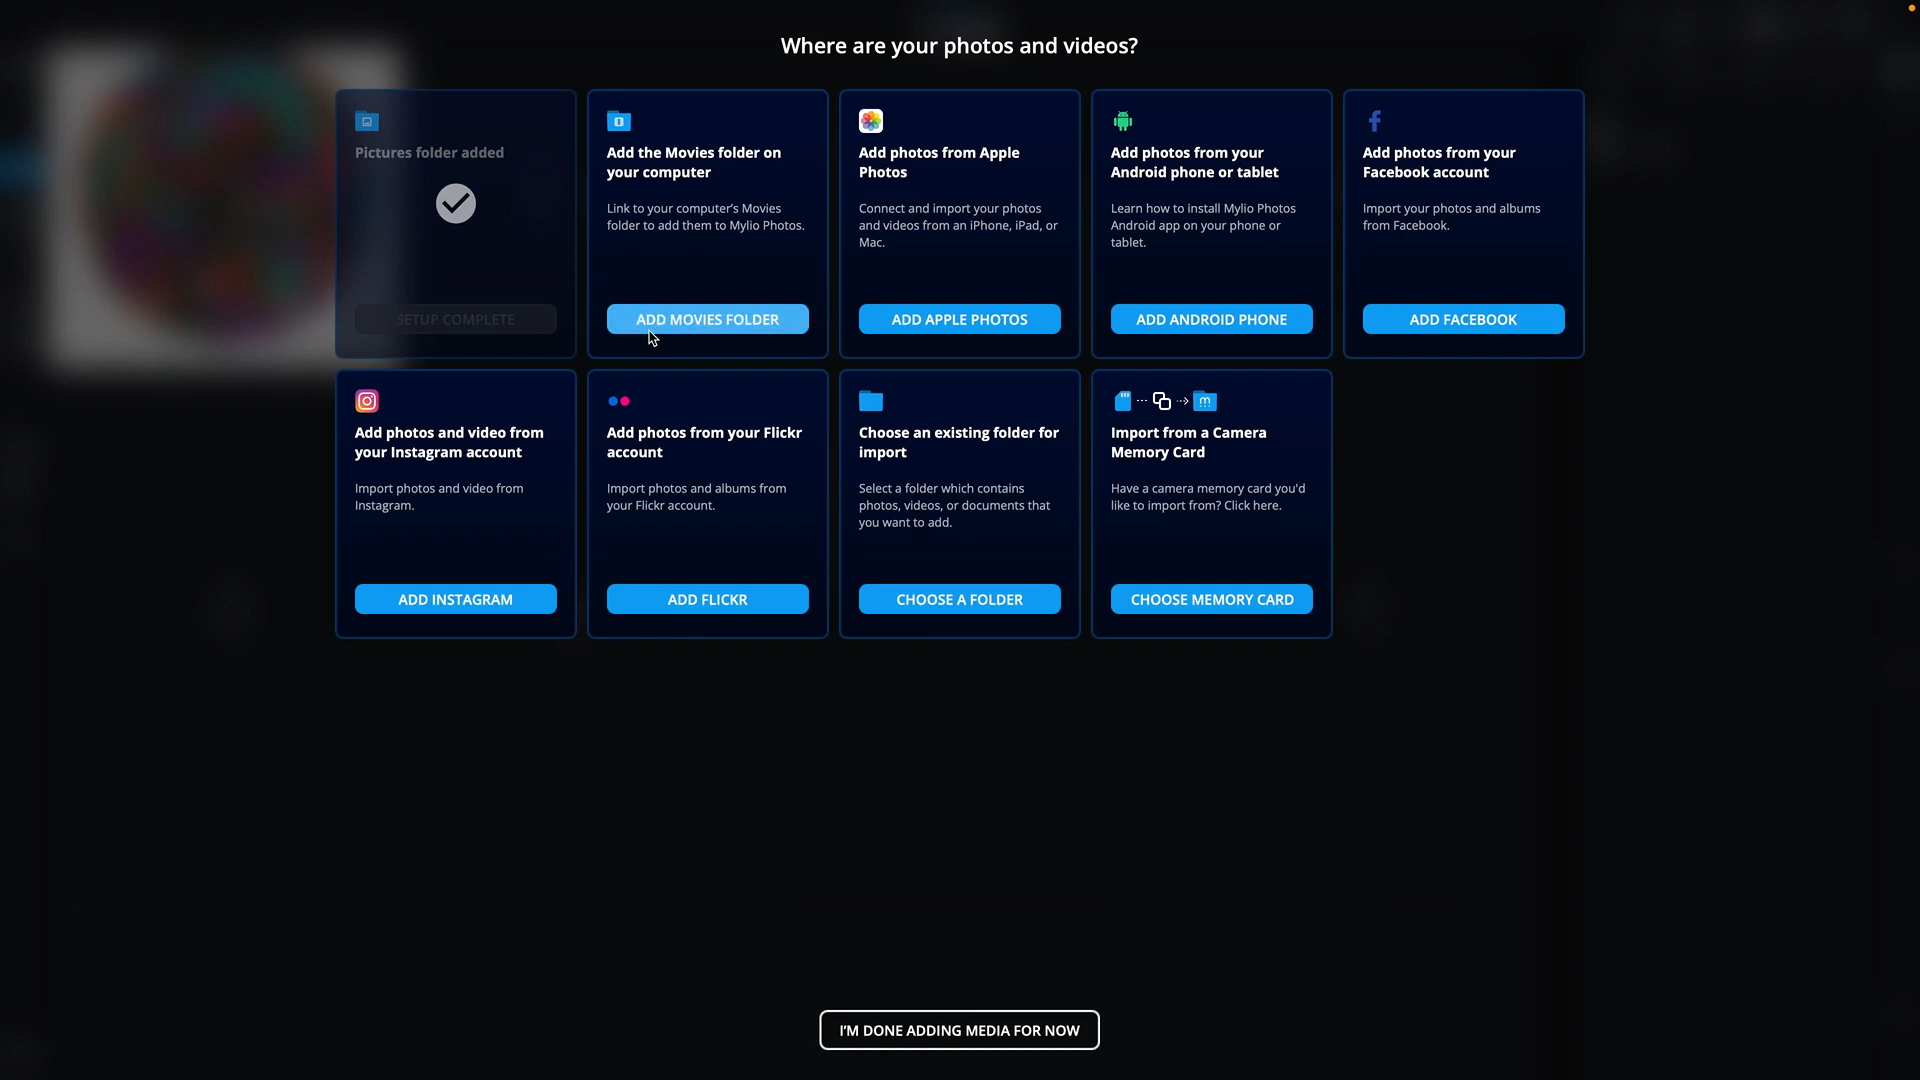 Where are your photos and videos?
Pictures folder added
SETUP COMPLETE
Add the Movies folder on
your computer
Link to your computer's Movies
folder to add them to Mylio Photos.
ADD MOVIES FOLDER
Add photos from Apple
Photos
Connect and import your photos
and videos from an iPhone, iPad, or
Mac.
ADD APPLE PHOTOS
Add photos from your
Android phone or tablet
Learn how to install Mylio Photos
Android app on your phone or
tablet.
ADD ANDROID PHONE
Add photos from your
Facebook account
Import your photos and albums
from Facebook.
ADD FACEBOOK
Add photos and video from
your Instagram account
Import photos and video from
Instagram.
ADD INSTAGRAM
Add photos from your Flickr
account
Import photos and albums from
your Flickr account.
ADD FLICKR
Choose an existing folder for
import
Select a folder which contains
photos, videos, or documents that
you want to add.
CHOOSE A FOLDER
Import from a Camera
Memory Card
Have a camera memory card you'd
like to import from? Click here.
CHOOSE MEMORY CARD
I'M DONE ADDING MEDIA FOR NOW